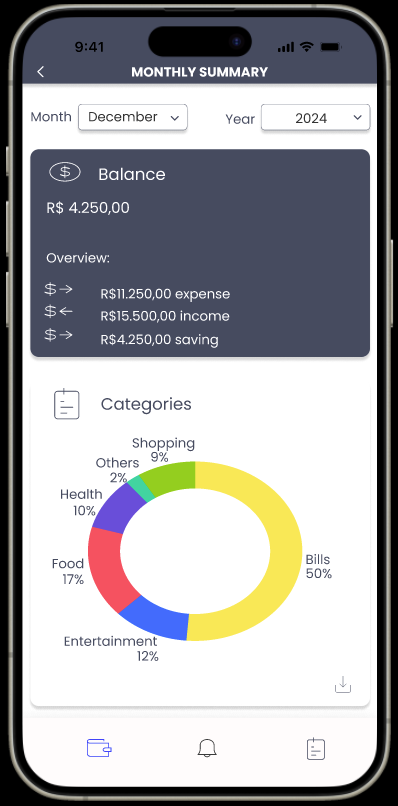 9:41
MONTHLY SUMMARY
Month December Year 2024
$ Balance
R$ 4.250,00
Overview:
$ R$11.250,00 expense
$ R$15.500,00 income
$ R$4.250,00 saving
Categories
Shopping
9%
Others
2%
Health
10%
Food
17%
Entertainment
12%
Bills
50%